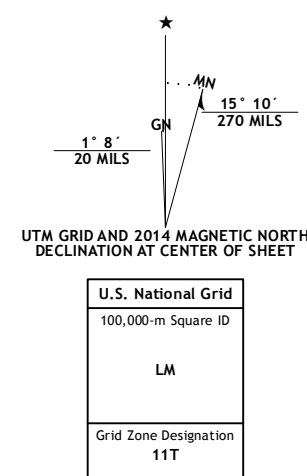 ★
MN
GN
1° 8´
20 MILS
15° 10´
270 MILS
UTM GRID AND 2014 MAGNETIC NORTH
DECLINATION AT CENTER OF SHEET
U.S. National Grid
100,000-m Square ID
LM
Grid Zone Designation
11T